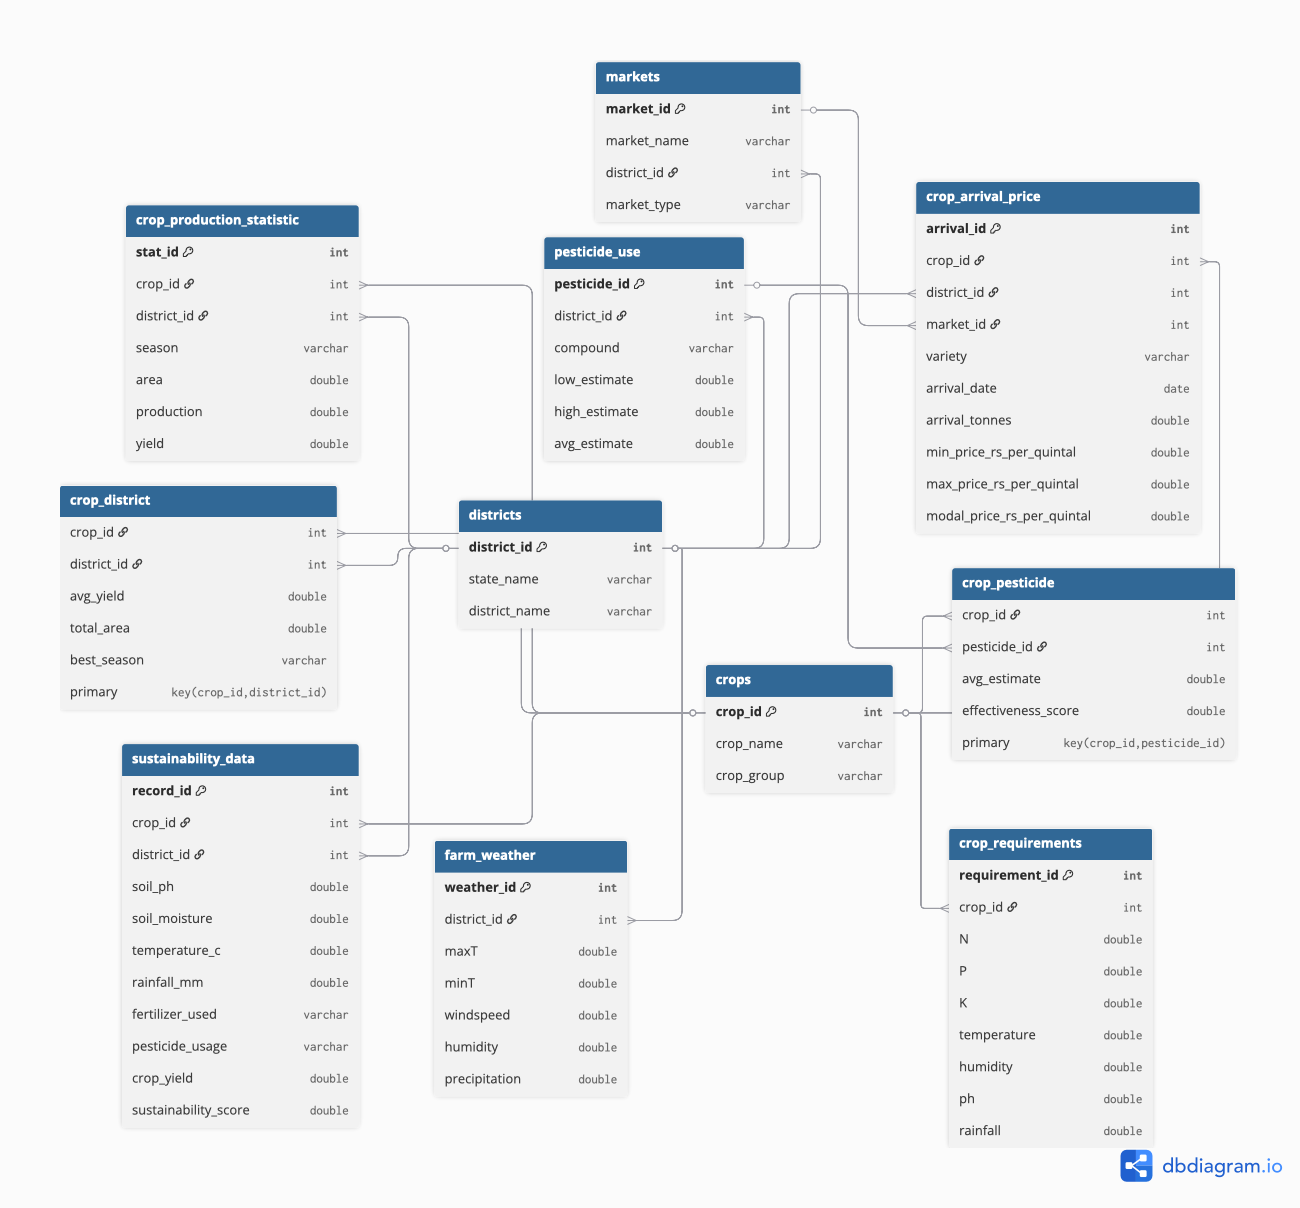 markets
market_id int
market_name varchar
district_id int
market_type varchar
crop_production_statistic
stat_id int
crop_id int
district_id int
season varchar
area double
production double
yield double
pesticide_use
pesticide_id int
district_id int
compound varchar
low_estimate double
high_estimate double
avg_estimate double
crop_arrival_price
arrival_id int
crop_id int
district_id int
market_id int
variety varchar
arrival_date date
arrival_tonnes double
min_price_rs_per_quintal double
max_price_rs_per_quintal double
modal_price_rs_per_quintal double
crop_district
crop_id int
district_id int
avg_yield double
total_area double
best_season varchar
primary key(crop_id,district_id)
districts
district_id int
state_name varchar
district_name varchar
crop_pesticide
crop_id int
pesticide_id int
avg_estimate double
effectiveness_score double
primary key(crop_id,pesticide_id)
crops
crop_id int
crop_name varchar
crop_group varchar
sustainability_data
record_id int
crop_id int
district_id int
soil_ph double
soil_moisture double
temperature_c double
rainfall_mm double
fertilizer_used varchar
pesticide_usage varchar
crop_yield double
sustainability_score double
farm_weather
weather_id int
district_id int
maxT double
minT double
windspeed double
humidity double
precipitation double
crop_requirements
requirement_id int
crop_id int
N double
P double
K double
temperature double
humidity double
ph double
rainfall double
dbdiagram.io